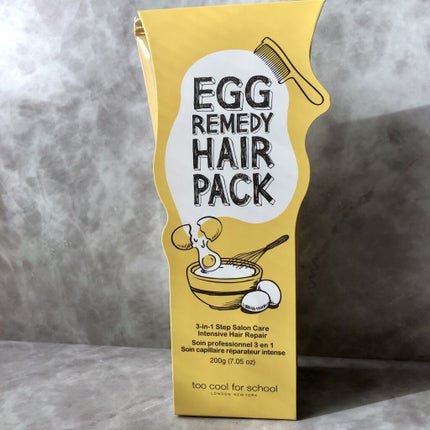 EGG
REMEDY
HAIR
PACK
3-in-1 Step Salon Care
Intensive Hair Repair
Soin professionnel 3 en 1
Soin capillaire réparateur intense
200g (7.05 oz)
too cool for school
LONDON NEW YORK